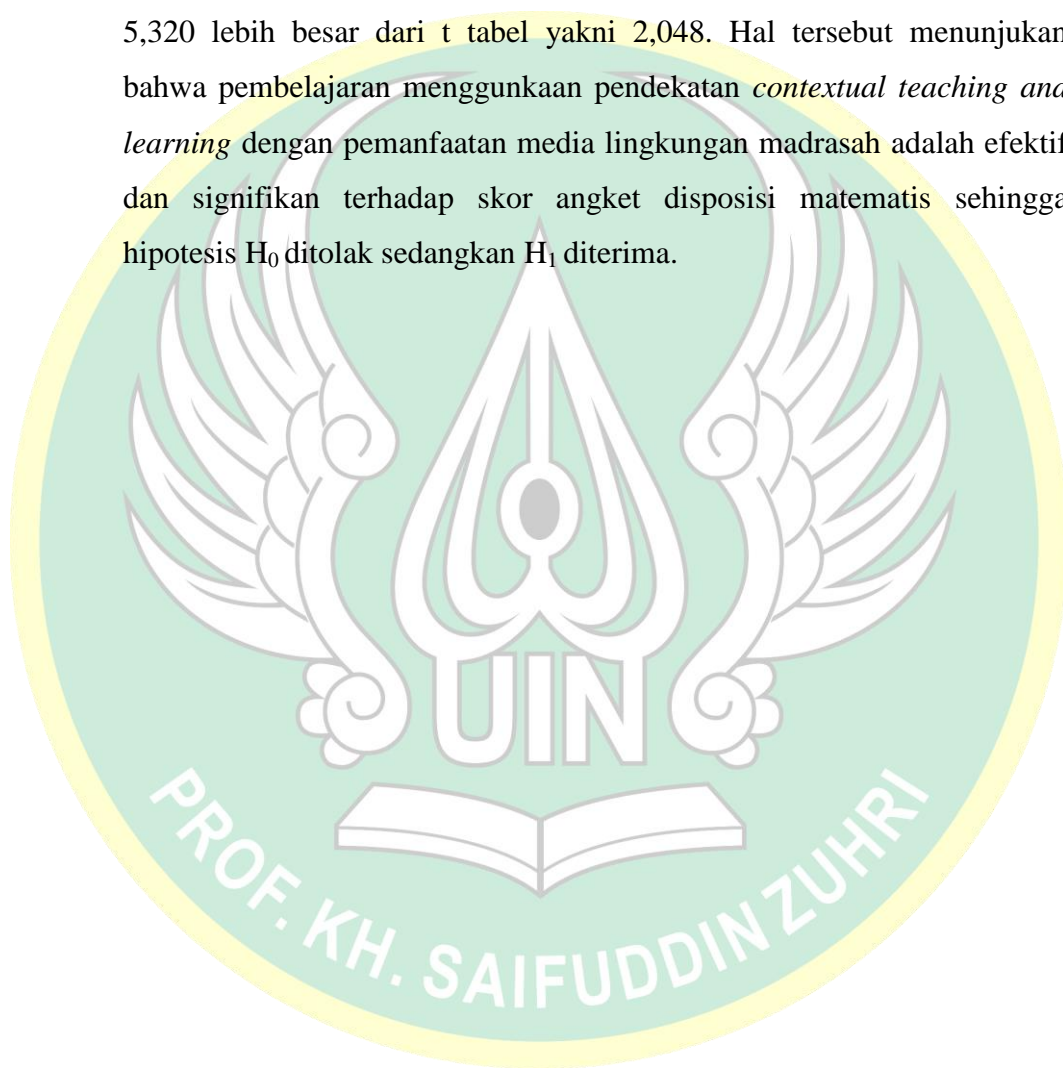 5,320 lebih besar dari t tabel yakni 2,048. Hal tersebut menunjukan
bahwa pembelajaran menggunkaan pendekatan contextual teaching and
learning dengan pemanfaatan media lingkungan madrasah adalah efektif
dan signifikan terhadap skor angket disposisi matematis sehingga
hipotesis H₀ ditolak sedangkan H₁ diterima.
UIN
PROF. KH. SAIFUDDIN ZUHRI